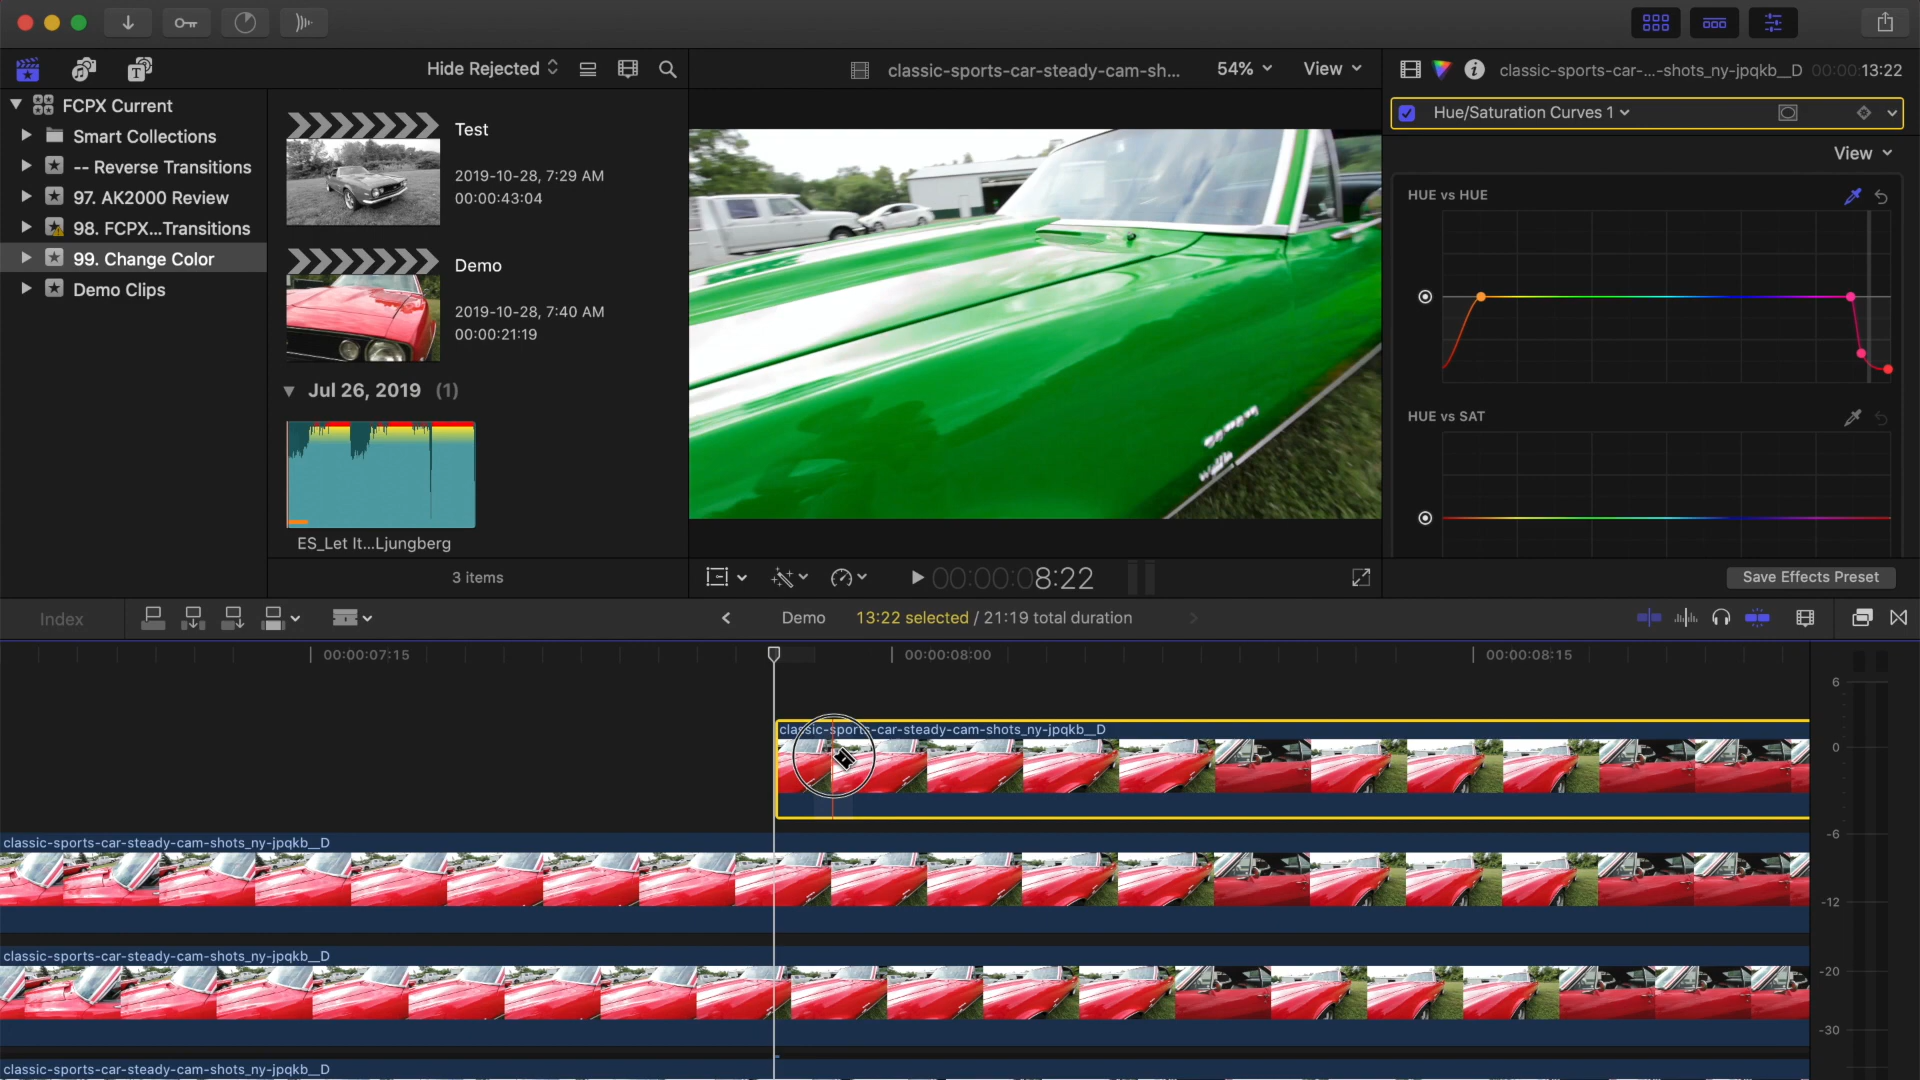 Hide Rejected
classic-sports-car-steady-cam-sh...
54%
View
classic-sports-car-...-shots_ny-jpqkb__D
00:00:13:22
FCPX Current
Smart Collections
-- Reverse Transitions
97. AK2000 Review
98. FCPX...Transitions
99. Change Color
Demo Clips
Test
2019-10-28, 7:29 AM
00:00:43:04
Demo
2019-10-28, 7:40 AM
00:00:21:19
Jul 26, 2019 (1)
ES_Let It...Ljungberg
3 items
00:00:08:22
Hue/Saturation Curves 1
View
HUE vs HUE
HUE vs SAT
Save Effects Preset
Index
Demo
13:22 selected / 21:19 total duration
00:00:07:15
00:00:08:00
00:00:08:15
classic-sports-car-steady-cam-shots_ny-jpqkb__D
classic-sports-car-steady-cam-shots_ny-jpqkb__D
classic-sports-car-steady-cam-shots_ny-jpqkb__D
classic-sports-car-steady-cam-shots_ny-jpqkb__D
6
0
-6
-12
-20
-30